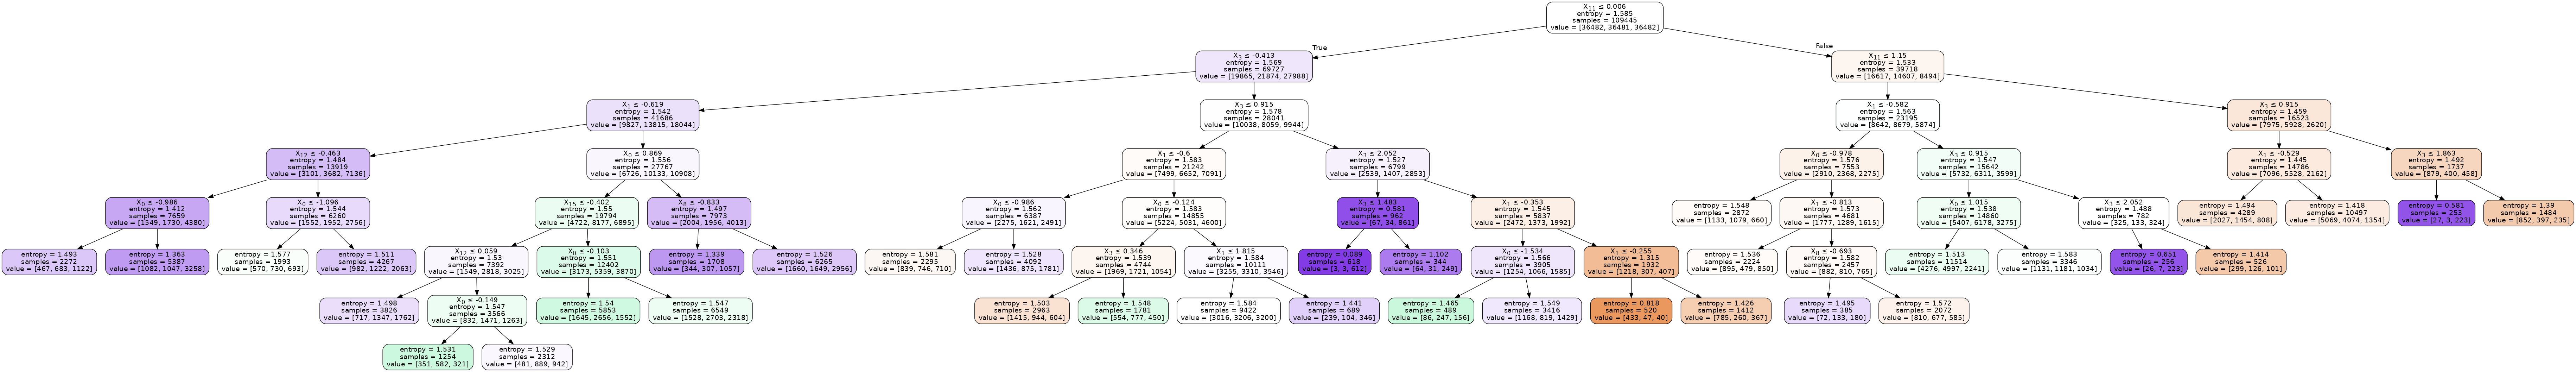 X11 ≤ 0.006
entropy = 1.585
samples = 109445
value = [36482, 36481, 36482]
True
False
X3 ≤ -0.413
entropy = 1.569
samples = 69727
value = [19865, 21874, 27988]
X11 ≤ 1.15
entropy = 1.533
samples = 39718
value = [16617, 14607, 8494]
X1 ≤ -0.619
entropy = 1.542
samples = 41686
value = [9827, 13815, 18044]
X3 ≤ 0.915
entropy = 1.578
samples = 28041
value = [10038, 8059, 9944]
X1 ≤ -0.582
entropy = 1.563
samples = 23195
value = [8642, 8679, 5874]
X3 ≤ 0.915
entropy = 1.459
samples = 16523
value = [7975, 5928, 2620]
X12 ≤ -0.463
entropy = 1.484
samples = 13919
value = [3101, 3682, 7136]
X0 ≤ 0.869
entropy = 1.556
samples = 27767
value = [6726, 10133, 10908]
X1 ≤ -0.6
entropy = 1.583
samples = 21242
value = [7499, 6652, 7091]
X3 ≤ 2.052
entropy = 1.527
samples = 6799
value = [2539, 1407, 2853]
X0 ≤ -0.978
entropy = 1.576
samples = 7553
value = [2910, 2368, 2275]
X3 ≤ 0.915
entropy = 1.547
samples = 15642
value = [5732, 6311, 3599]
X1 ≤ -0.529
entropy = 1.445
samples = 14786
value = [7096, 5528, 2162]
X3 ≤ 1.863
entropy = 1.492
samples = 1737
value = [879, 400, 458]
X0 ≤ -0.986
entropy = 1.412
samples = 7659
value = [1549, 1730, 4380]
X0 ≤ -1.096
entropy = 1.544
samples = 6260
value = [1552, 1952, 2756]
X15 ≤ -0.402
entropy = 1.55
samples = 19794
value = [4722, 8177, 6895]
X8 ≤ -0.833
entropy = 1.497
samples = 7973
value = [2004, 1956, 4013]
X0 ≤ -0.986
entropy = 1.562
samples = 6387
value = [2275, 1621, 2491]
X0 ≤ -0.124
entropy = 1.583
samples = 14855
value = [5224, 5031, 4600]
X3 ≤ 1.483
entropy = 0.581
samples = 962
value = [67, 34, 861]
X1 ≤ -0.353
entropy = 1.545
samples = 5837
value = [2472, 1373, 1992]
entropy = 1.548
samples = 2872
value = [1133, 1079, 660]
X1 ≤ -0.813
entropy = 1.573
samples = 4681
value = [1777, 1289, 1615]
X0 ≤ 1.015
entropy = 1.538
samples = 14860
value = [5407, 6178, 3275]
X3 ≤ 2.052
entropy = 1.488
samples = 782
value = [325, 133, 324]
entropy = 1.494
samples = 4289
value = [2027, 1454, 808]
entropy = 1.418
samples = 10497
value = [5069, 4074, 1354]
entropy = 0.581
samples = 253
value = [27, 3, 223]
entropy = 1.39
samples = 1484
value = [852, 397, 235]
entropy = 1.493
samples = 2272
value = [467, 683, 1122]
entropy = 1.363
samples = 5387
value = [1082, 1047, 3258]
entropy = 1.577
samples = 1993
value = [570, 730, 693]
entropy = 1.511
samples = 4267
value = [982, 1222, 2063]
X12 ≤ 0.059
entropy = 1.53
samples = 7392
value = [1549, 2818, 3025]
X0 ≤ -0.103
entropy = 1.551
samples = 12402
value = [3173, 5359, 3870]
entropy = 1.339
samples = 1708
value = [344, 307, 1057]
entropy = 1.526
samples = 6265
value = [1660, 1649, 2956]
entropy = 1.581
samples = 2295
value = [839, 746, 710]
entropy = 1.528
samples = 4092
value = [1436, 875, 1781]
X3 ≤ 0.346
entropy = 1.539
samples = 4744
value = [1969, 1721, 1054]
X1 ≤ 1.815
entropy = 1.584
samples = 10111
value = [3255, 3310, 3546]
entropy = 0.089
samples = 618
value = [3, 3, 612]
entropy = 1.102
samples = 344
value = [64, 31, 249]
X0 ≤ -1.534
entropy = 1.566
samples = 3905
value = [1254, 1066, 1585]
X1 ≤ -0.255
entropy = 1.315
samples = 1932
value = [1218, 307, 407]
entropy = 1.536
samples = 2224
value = [895, 479, 850]
X8 ≤ -0.693
entropy = 1.582
samples = 2457
value = [882, 810, 765]
entropy = 1.513
samples = 11514
value = [4276, 4997, 2241]
entropy = 1.583
samples = 3346
value = [1131, 1181, 1034]
entropy = 0.651
samples = 256
value = [26, 7, 223]
entropy = 1.414
samples = 526
value = [299, 126, 101]
entropy = 1.498
samples = 3826
value = [717, 1347, 1762]
X0 ≤ -0.149
entropy = 1.547
samples = 3566
value = [832, 1471, 1263]
entropy = 1.54
samples = 5853
value = [1645, 2656, 1552]
entropy = 1.547
samples = 6549
value = [1528, 2703, 2318]
entropy = 1.503
samples = 2963
value = [1415, 944, 604]
entropy = 1.548
samples = 1781
value = [554, 777, 450]
entropy = 1.584
samples = 9422
value = [3016, 3206, 3200]
entropy = 1.441
samples = 689
value = [239, 104, 346]
entropy = 1.465
samples = 489
value = [86, 247, 156]
entropy = 1.549
samples = 3416
value = [1168, 819, 1429]
entropy = 0.818
samples = 520
value = [433, 47, 40]
entropy = 1.426
samples = 1412
value = [785, 260, 367]
entropy = 1.495
samples = 385
value = [72, 133, 180]
entropy = 1.572
samples = 2072
value = [810, 677, 585]
entropy = 1.531
samples = 1254
value = [351, 582, 321]
entropy = 1.529
samples = 2312
value = [481, 889, 942]